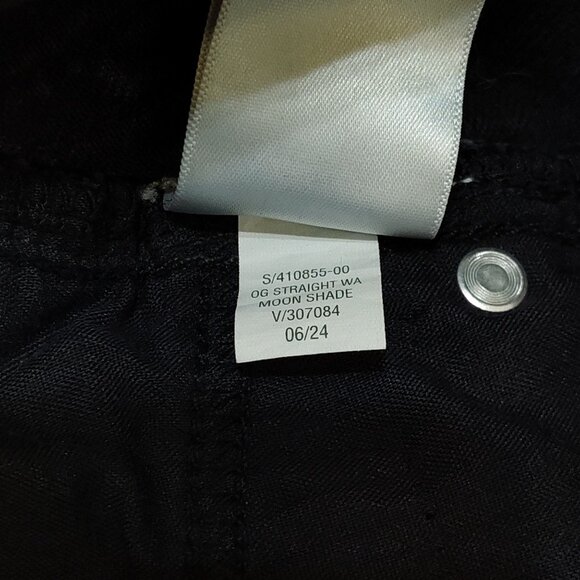 S/410855-00
OG STRAIGHT WA
MOON SHADE
V/307084
06/24